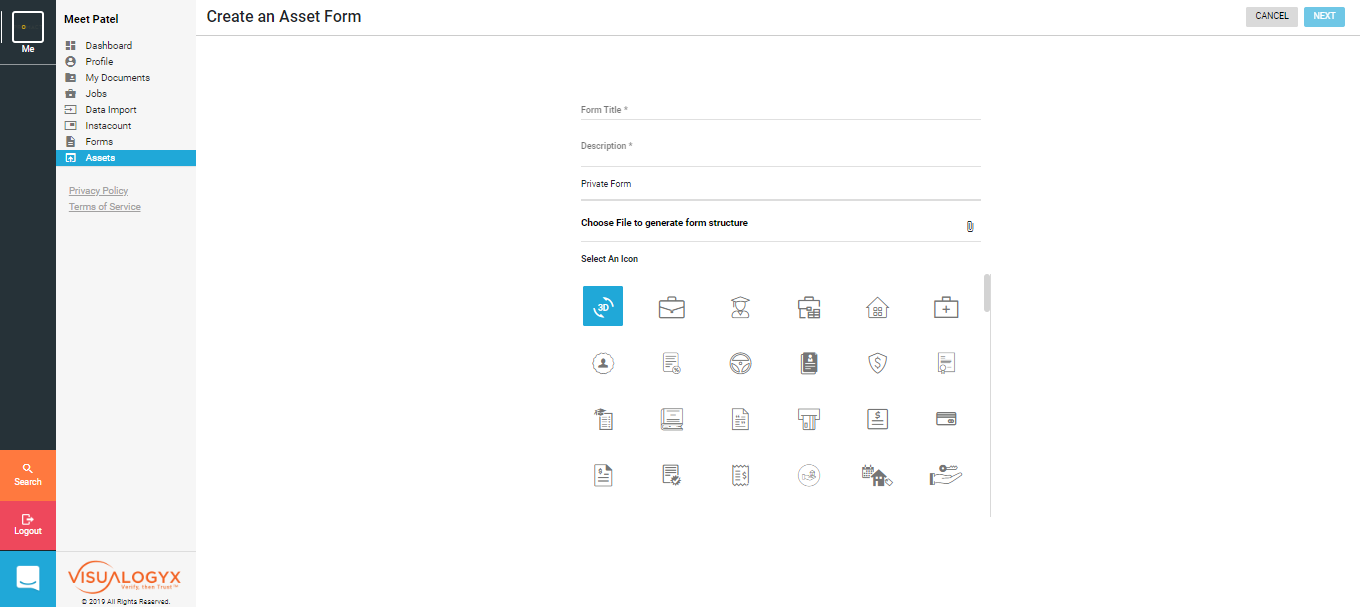 Me
Search
Logout
Meet Patel
Dashboard
Profile
My Documents
Jobs
Data Import
Instacount
Forms
Assets
Privacy Policy
Terms of Service
VISUALOGYX
Verify, then Trust™
© 2019 All Rights Reserved.
Create an Asset Form
CANCEL
NEXT
Form Title *
Description *
Private Form
Choose File to generate form structure
Select An Icon
3D